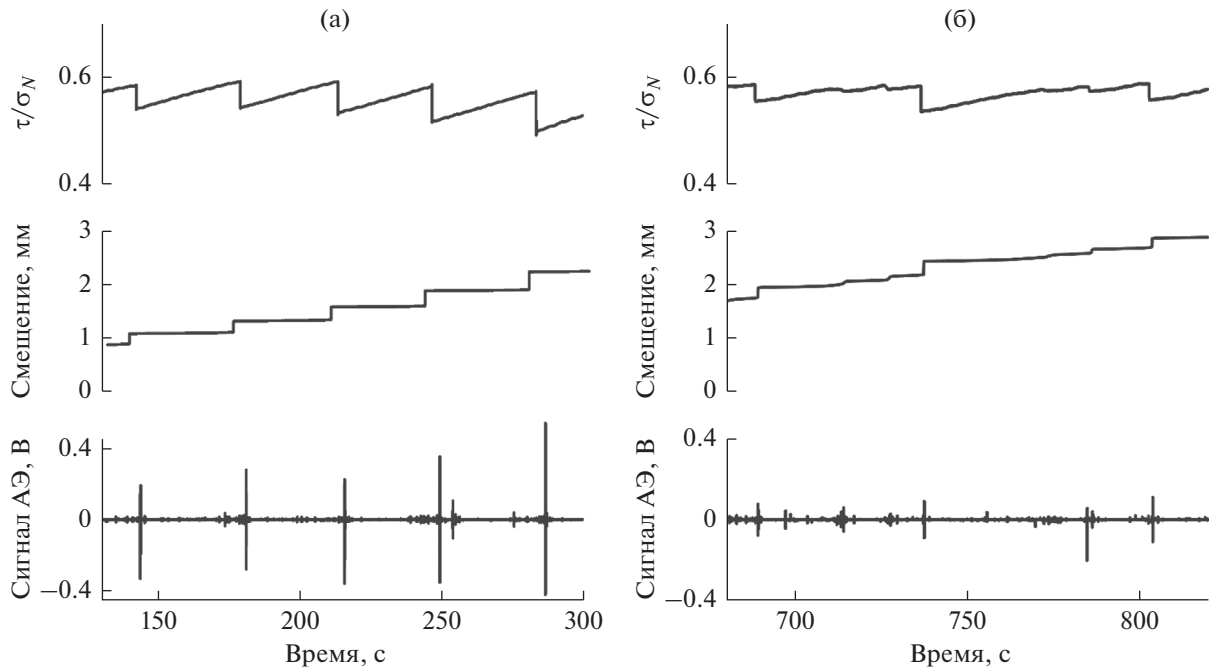 (а)
τ/σN
0.6
0.4
Смещение, мм
3
2
1
0
Сигнал АЭ, В
0.4
0
−0.4
150 200 250 300
Время, с
(б)
τ/σN
0.6
0.4
Смещение, мм
3
2
1
0
Сигнал АЭ, В
0.4
0
−0.4
700 750 800
Время, с